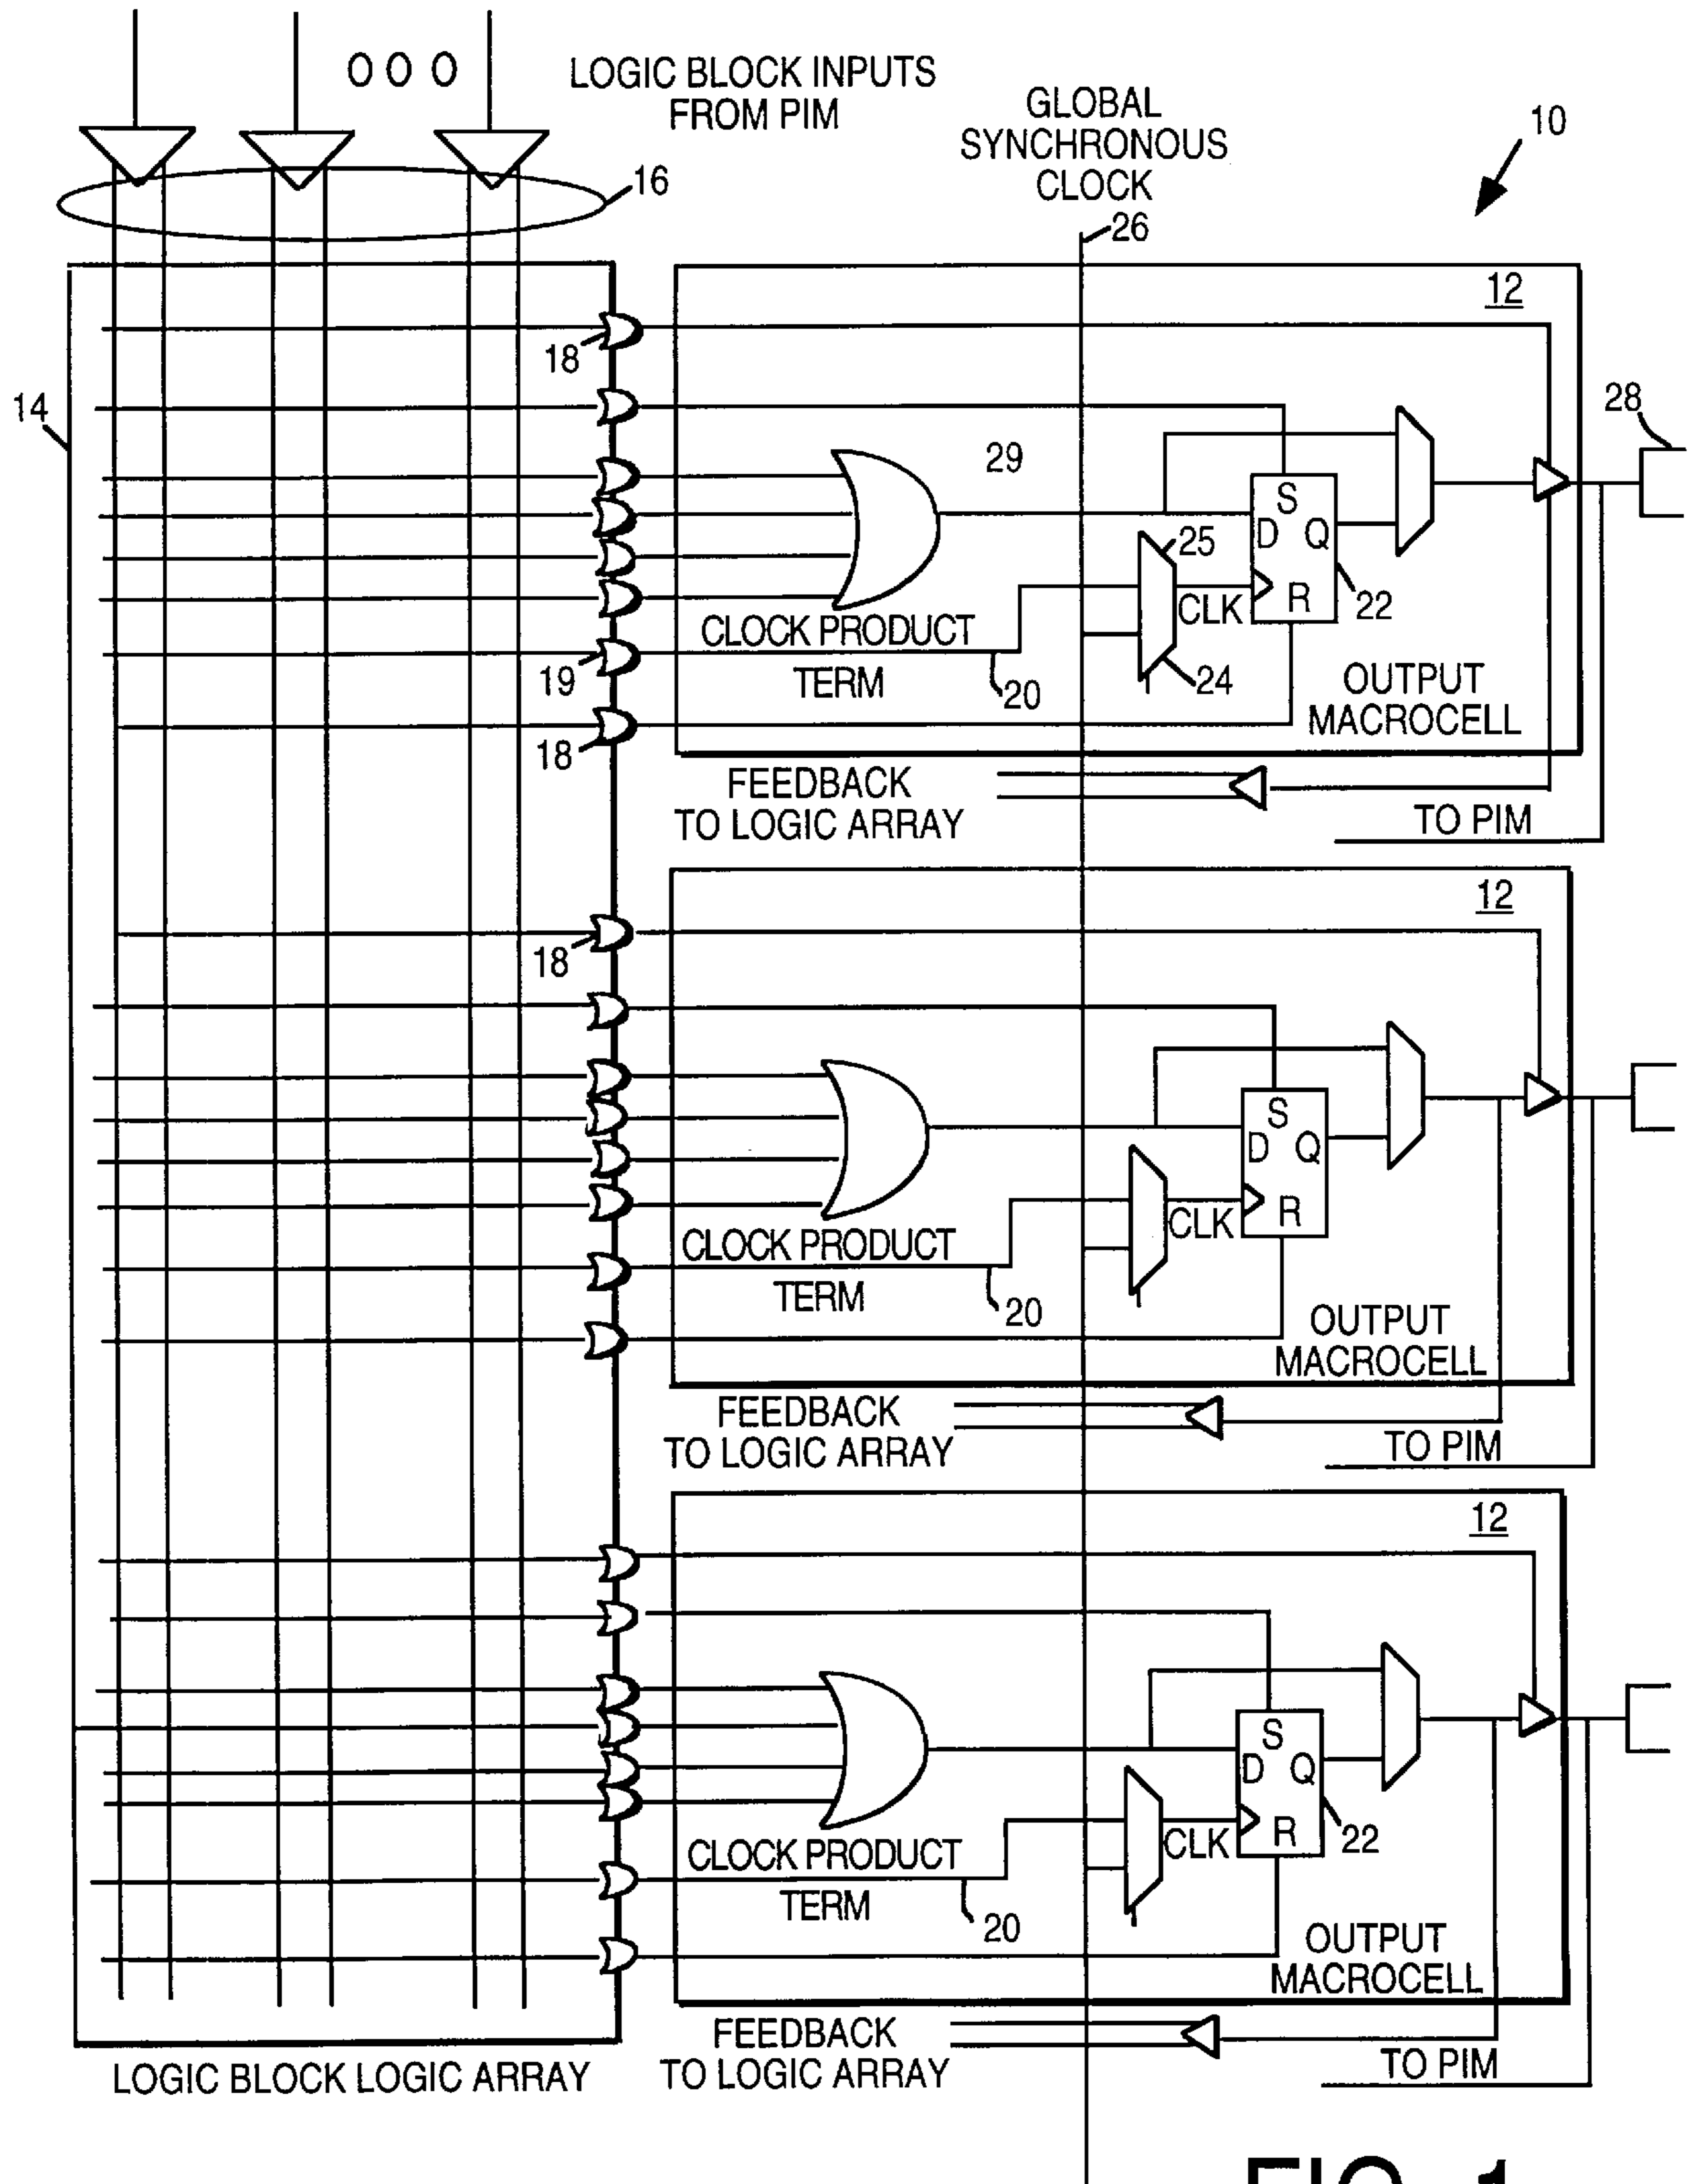 O O O
LOGIC BLOCK INPUTS
FROM PIM
GLOBAL
SYNCHRONOUS
CLOCK
26
10
16
14
12
18
28
29
S
D Q
25
CLK
R
22
CLOCK PRODUCT
TERM
19
20
24
OUTPUT
MACROCELL
18
FEEDBACK
TO LOGIC ARRAY
TO PIM
12
18
S
D Q
CLK
R
CLOCK PRODUCT
TERM
20
OUTPUT
MACROCELL
FEEDBACK
TO LOGIC ARRAY
TO PIM
12
S
D Q
CLK
R
22
CLOCK PRODUCT
TERM
20
OUTPUT
MACROCELL
FEEDBACK
TO LOGIC ARRAY
TO PIM
LOGIC BLOCK LOGIC ARRAY
FIG. 1